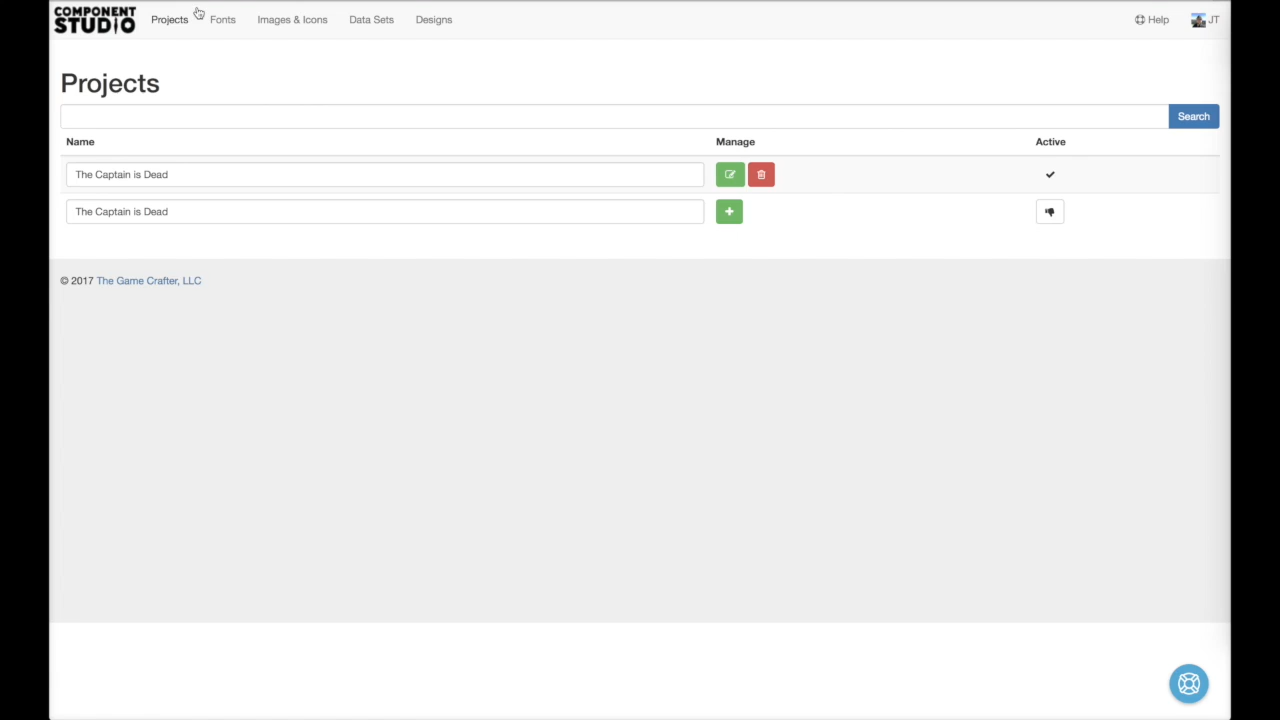 COMPONENT STUDIO Projects Fonts Images & Icons Data Sets Designs Help JT
Projects
Search
Name Manage Active
The Captain is Dead
The Captain is Dead
© 2017 The Game Crafter, LLC